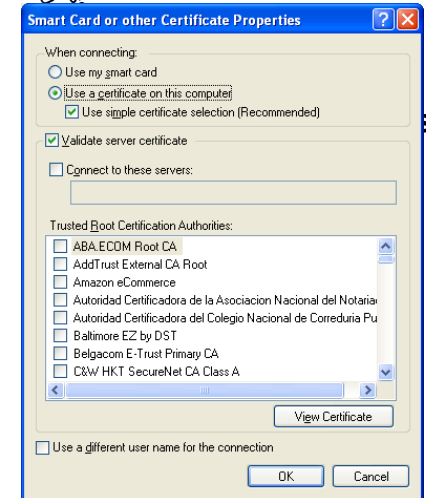 Smart Card or other Certificate Properties
When connecting:
Use my smart card
Use a certificate on this computer
Use simple certificate selection (Recommended)
Validate server certificate
Connect to these servers:
Trusted Root Certification Authorities:
ABA.ECOM Root CA
AddTrust External CA Root
Amazon eCommerce
Autoridad Certificadora de la Asociacion Nacional del Notaria
Autoridad Certificadora del Colegio Nacional de Correduria Pu
Baltimore EZ by DST
Belgacom E-Trust Primary CA
C&W HKT SecureNet CA Class A
View Certificate
Use a different user name for the connection
OK Cancel